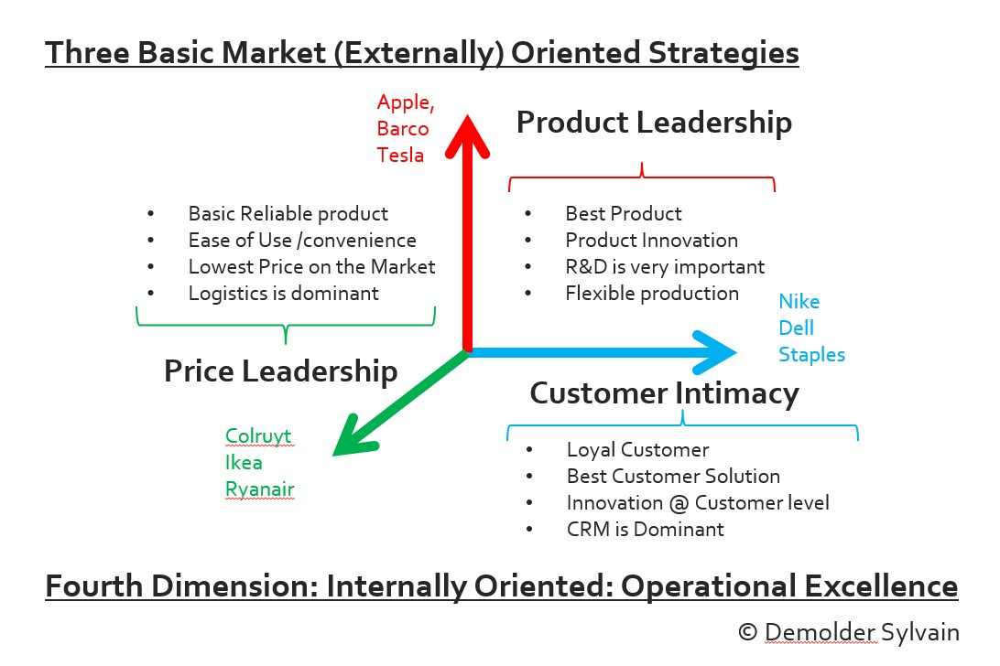 Three Basic Market (Externally) Oriented Strategies
Apple,
Barco
Tesla
Product Leadership
• Basic Reliable product
• Ease of Use /convenience
• Lowest Price on the Market
• Logistics is dominant
• Best Product
• Product Innovation
• R&D is very important
• Flexible production
Nike
Dell
Staples
Price Leadership
Customer Intimacy
Colruyt
Ikea
Ryanair
• Loyal Customer
• Best Customer Solution
• Innovation @ Customer level
• CRM is Dominant
Fourth Dimension: Internally Oriented: Operational Excellence
© Demolder Sylvain